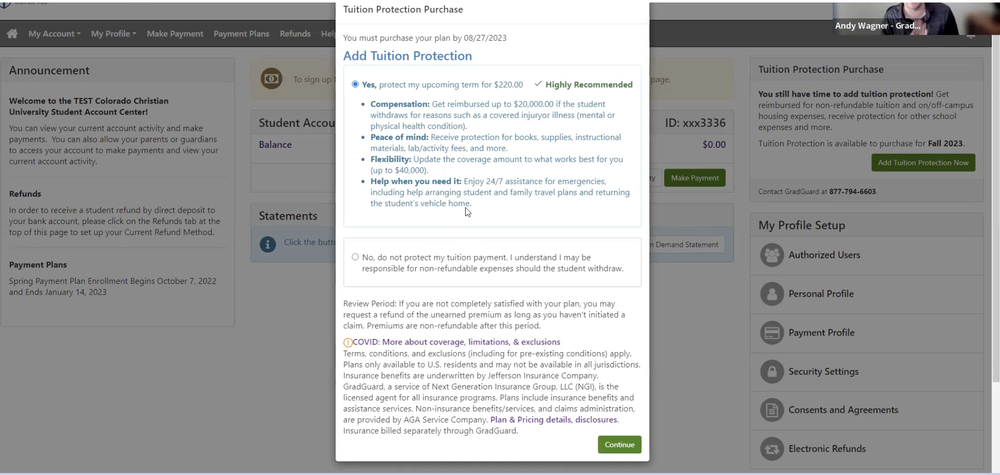 Tuition Protection Purchase
Andy Wagner - Grad...
My Account
My Profile
Make Payment
Payment Plans
Refunds
You must purchase your plan by 08/27/2023
Add Tuition Protection
Yes, protect my upcoming term for $220.00
Highly Recommended
Compensation: Get reimbursed up to $20,000.00 if the student
withdraws for reasons such as a covered injuryor illness (mental or
physical health condition).
Peace of mind: Receive protection for books, supplies, instructional
materials, lab/activity fees, and more.
Flexibility: Update the coverage amount to what works best for you
(up to $40,000).
Help when you need it: Enjoy 24/7 assistance for emergencies,
including help arranging student and family travel plans and returning
the student's vehicle home.
No, do not protect my tuition payment. I understand I may be
responsible for non-refundable expenses should the student withdraw.
Review Period: If you are not completely satisfied with your plan, you may
request a refund of the unearned premium as long as you haven't initiated a
claim. Premiums are non-refundable after this period.
COVID: More about coverage, limitations, & exclusions
Terms, conditions, and exclusions (including for pre-existing conditions) apply.
Plans only available to U.S. residents and may not be available in all jurisdictions.
Insurance benefits are underwritten by Jefferson Insurance Company.
GradGuard, a service of Next Generation Insurance Group, LLC (NGI), is the
licensed agent for all insurance programs. Plans include insurance benefits and
assistance services. Non-insurance benefits/services, and claims administration,
are provided by AGA Service Company. Plan & Pricing details, disclosures.
Insurance billed separately through GradGuard.
Continue
Announcement
Welcome to the TEST Colorado Christian
University Student Account Center!
You can view your current account activity and make
payments. You can also allow your parents or guardians
to access your account to make payments and view your
current account activity.
Refunds
In order to receive a student refund by direct deposit to
your bank account, please click on the Refunds tab at the
top of this page to set up your Current Refund Method.
Payment Plans
Spring Payment Plan Enrollment Begins October 7, 2022
and Ends January 14, 2023
To sign up
page.
Student
ID: xxx3336
Balance
$0.00
Make Payment
Statements
Click the
Demand Statement
Tuition Protection Purchase
You still have time to add tuition protection! Get
reimbursed for non-refundable tuition and on/off-campus
housing expenses, receive protection for other school
expenses and more.
Tuition Protection is available to purchase for Fall 2023.
Add Tuition Protection Now
Contact GradGuard at 877-794-6603.
My Profile Setup
Authorized Users
Personal Profile
Payment Profile
Security Settings
Consents and Agreements
Electronic Refunds